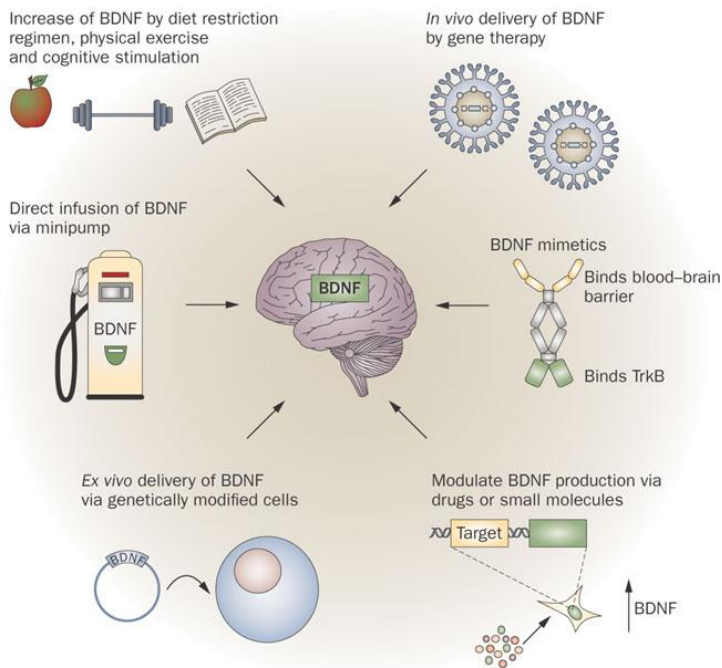 Increase of BDNF by diet restriction
regimen, physical exercise
and cognitive stimulation
In vivo delivery of BDNF
by gene therapy
Direct infusion of BDNF
via minipump
BDNF
BDNF
BDNF mimetics
Binds blood–brain
barrier
Binds TrkB
Ex vivo delivery of BDNF
via genetically modified cells
BDNF
Modulate BDNF production via
drugs or small molecules
Target
BDNF